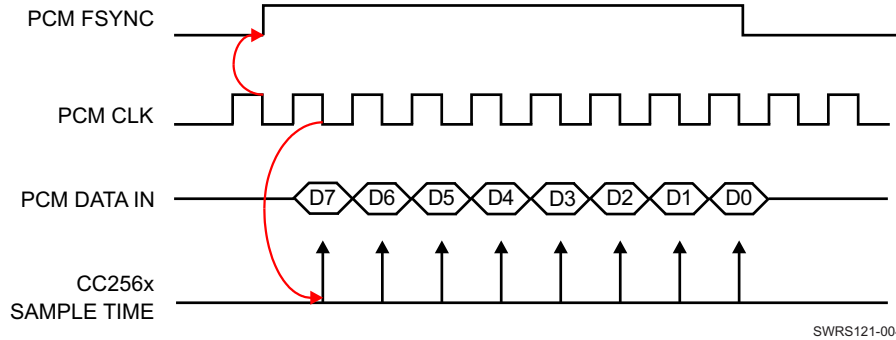 PCM FSYNC
PCM CLK
PCM DATA IN
D7 D6 D5 D4 D3 D2 D1 D0
CC256x
SAMPLE TIME
SWRS121-00